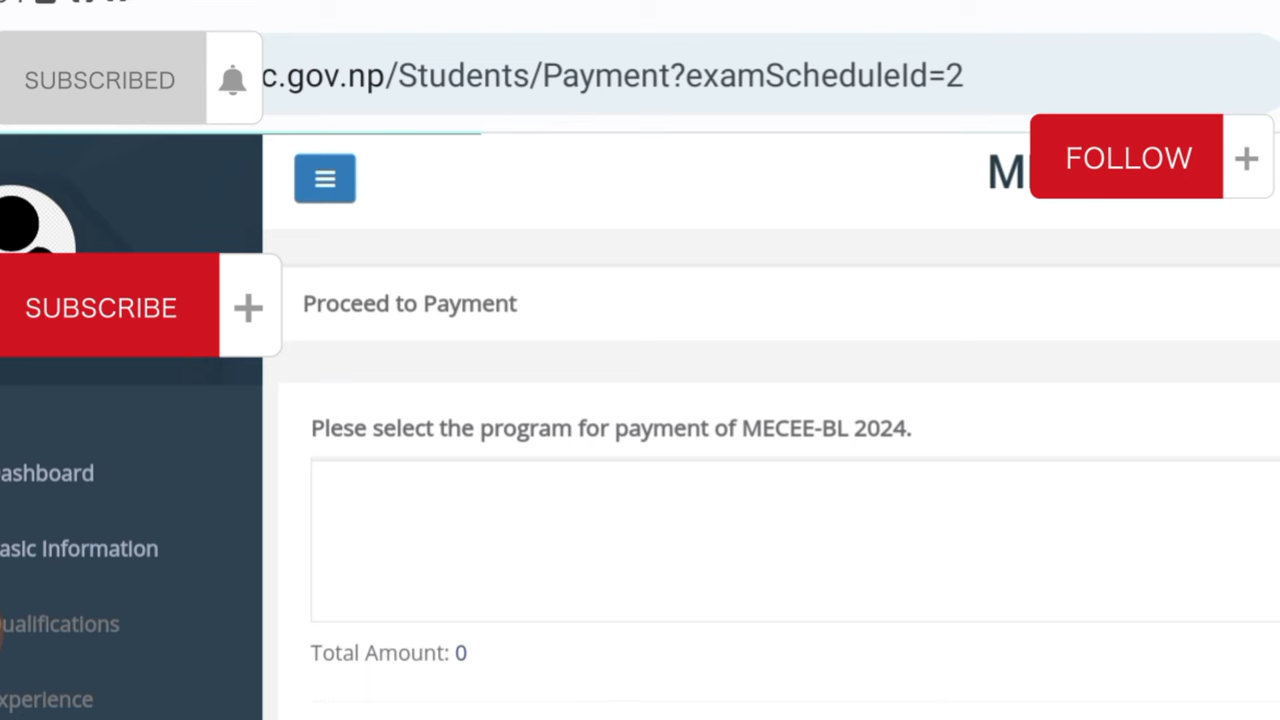 SUBSCRIBED
c.gov.np/Students/Payment?examScheduleId=2
FOLLOW +
SUBSCRIBE +
Proceed to Payment
Plese select the program for payment of MECEE-BL 2024.
Total Amount: 0
ashboard
asic Information
ualifications
xperience